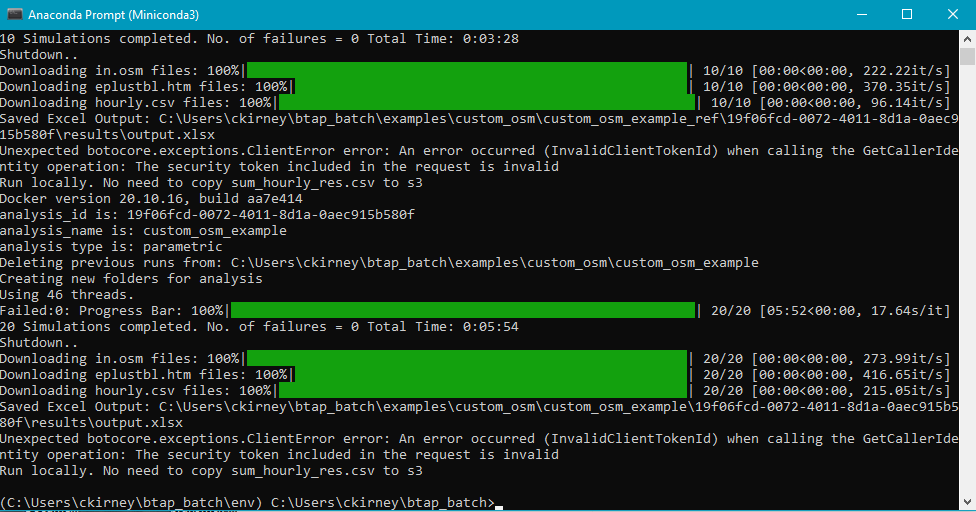 Anaconda Prompt (Miniconda3)
10 Simulations completed. No. of failures = 0 Total Time: 0:03:28
Shutdown..
Downloading in.osm files: 100%|| 10/10 [00:00<00:00, 222.22it/s]
Downloading eplustbl.htm files: 100%|| 10/10 [00:00<00:00, 370.35it/s]
Downloading hourly.csv files: 100%|| 10/10 [00:00<00:00, 96.14it/s]
Saved Excel Output: C:\Users\ckirney\btap_batch\examples\custom_osm\custom_osm_example_ref\19f06fcd-0072-4011-8d1a-0aec9
15b580f\results\output.xlsx
Unexpected botocore.exceptions.ClientError error: An error occurred (InvalidClientTokenId) when calling the GetCallerIde
ntity operation: The security token included in the request is invalid
Run locally. No need to copy sum_hourly_res.csv to s3
Docker version 20.10.16, build aa7e414
analysis_id is: 19f06fcd-0072-4011-8d1a-0aec915b580f
analysis_name is: custom_osm_example
analysis type is: parametric
Deleting previous runs from: C:\Users\ckirney\btap_batch\examples\custom_osm\custom_osm_example
Creating new folders for analysis
Using 46 threads.
Failed:0: Progress Bar: 100%|| 20/20 [05:52<00:00, 17.64s/it]
20 Simulations completed. No. of failures = 0 Total Time: 0:05:54
Shutdown..
Downloading in.osm files: 100%|| 20/20 [00:00<00:00, 273.99it/s]
Downloading eplustbl.htm files: 100%|| 20/20 [00:00<00:00, 416.65it/s]
Downloading hourly.csv files: 100%|| 20/20 [00:00<00:00, 215.05it/s]
Saved Excel Output: C:\Users\ckirney\btap_batch\examples\custom_osm\custom_osm_example\19f06fcd-0072-4011-8d1a-0aec915b5
80f\results\output.xlsx
Unexpected botocore.exceptions.ClientError error: An error occurred (InvalidClientTokenId) when calling the GetCallerIde
ntity operation: The security token included in the request is invalid
Run locally. No need to copy sum_hourly_res.csv to s3
(C:\Users\ckirney\btap_batch\env) C:\Users\ckirney\btap_batch>